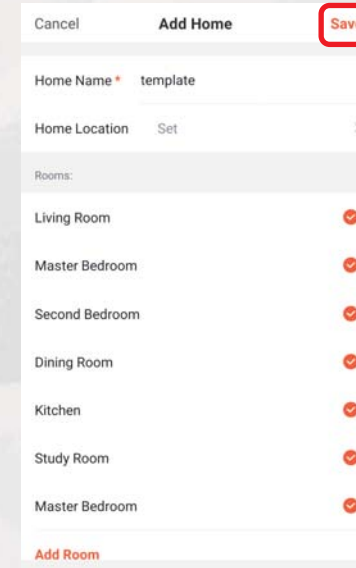 Cancel Add Home Save
Home Name * template
Home Location Set
Rooms:
Living Room
Master Bedroom
Second Bedroom
Dining Room
Kitchen
Study Room
Master Bedroom
Add Room